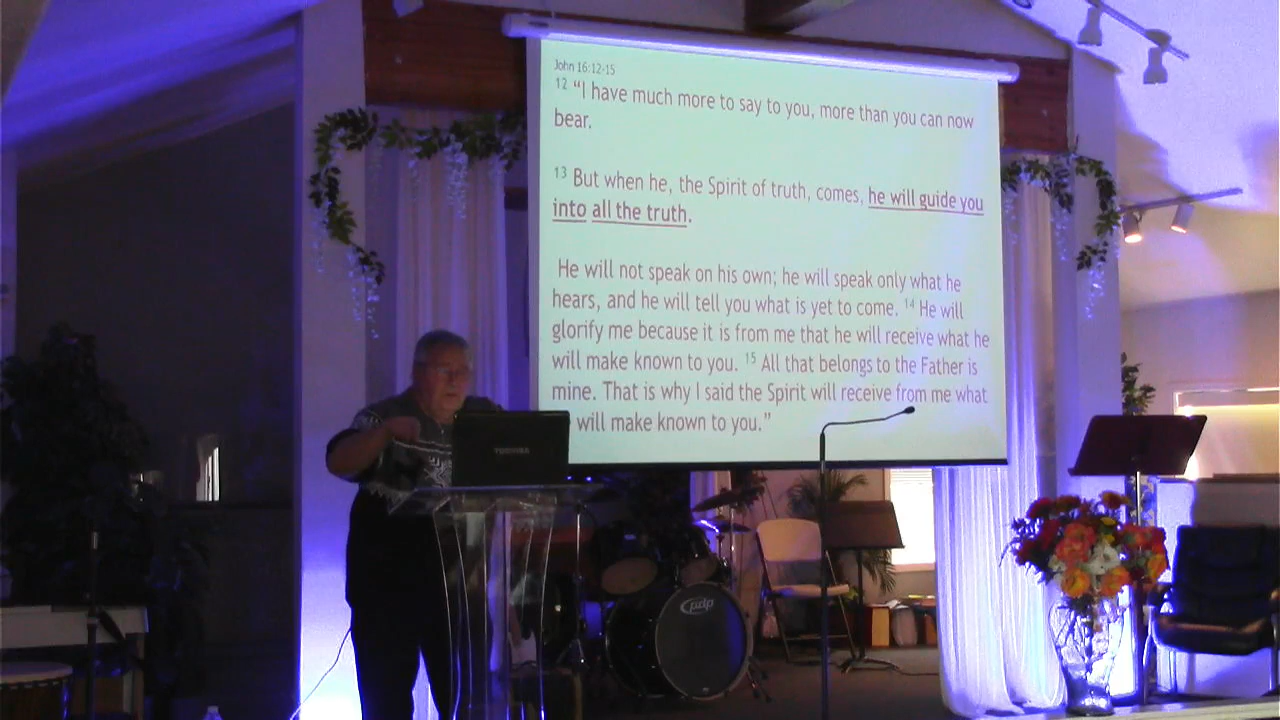 John 16:12-15
12 “I have much more to say to you, more than you can now
bear.
13 But when he, the Spirit of truth, comes, he will guide you
into all the truth.
He will not speak on his own; he will speak only what he
hears, and he will tell you what is yet to come. 14 He will
glorify me because it is from me that he will receive what he
will make known to you. 15 All that belongs to the Father is
mine. That is why I said the Spirit will receive from me what
will make known to you.”
TOSHIBA
pdp